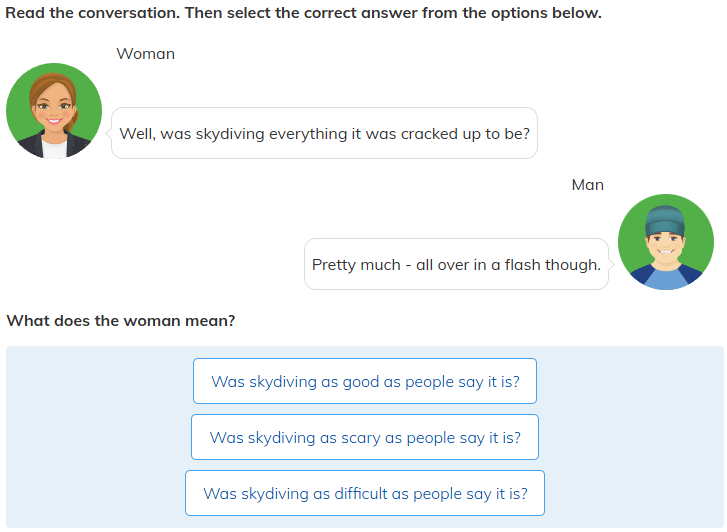 Read the conversation. Then select the correct answer from the options below.
Woman
Well, was skydiving everything it was cracked up to be?
Man
Pretty much - all over in a flash though.
What does the woman mean?
Was skydiving as good as people say it is?
Was skydiving as scary as people say it is?
Was skydiving as difficult as people say it is?